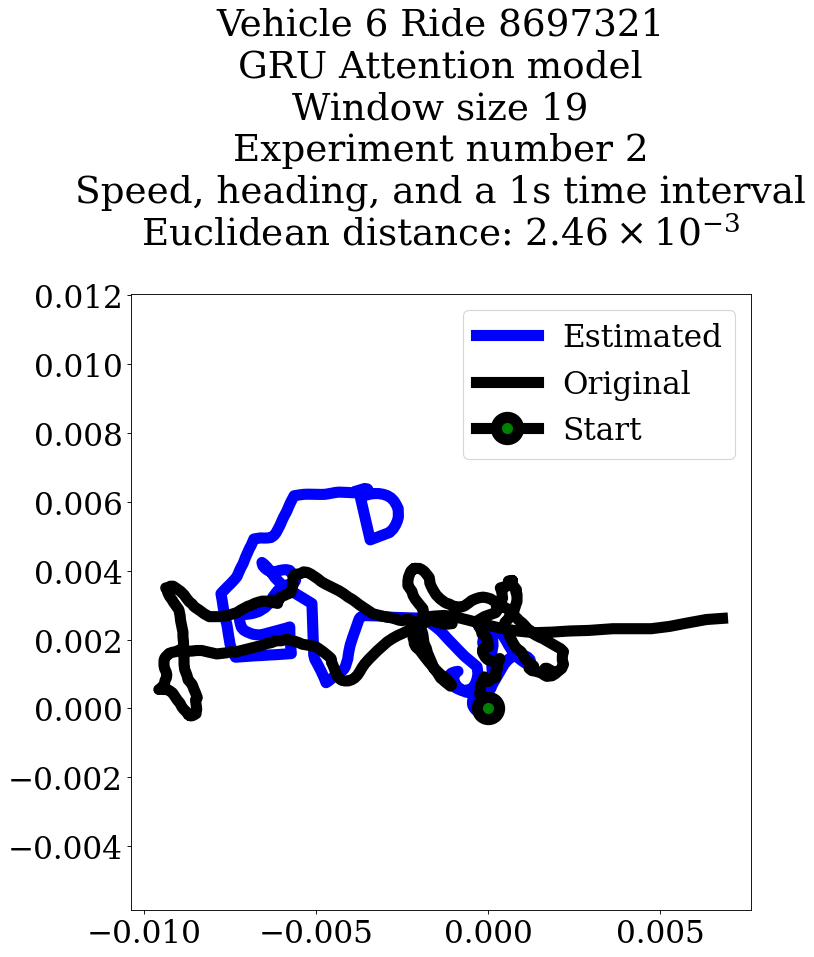 Vehicle 6 Ride 8697321
GRU Attention model
Window size 19
Experiment number 2
Speed, heading, and a 1s time interval
Euclidean distance: 2.46 × 10⁻³
0.012
0.010
0.008
0.006
0.004
0.002
0.000
−0.002
−0.004
Estimated
Original
Start
−0.010
−0.005
0.000
0.005